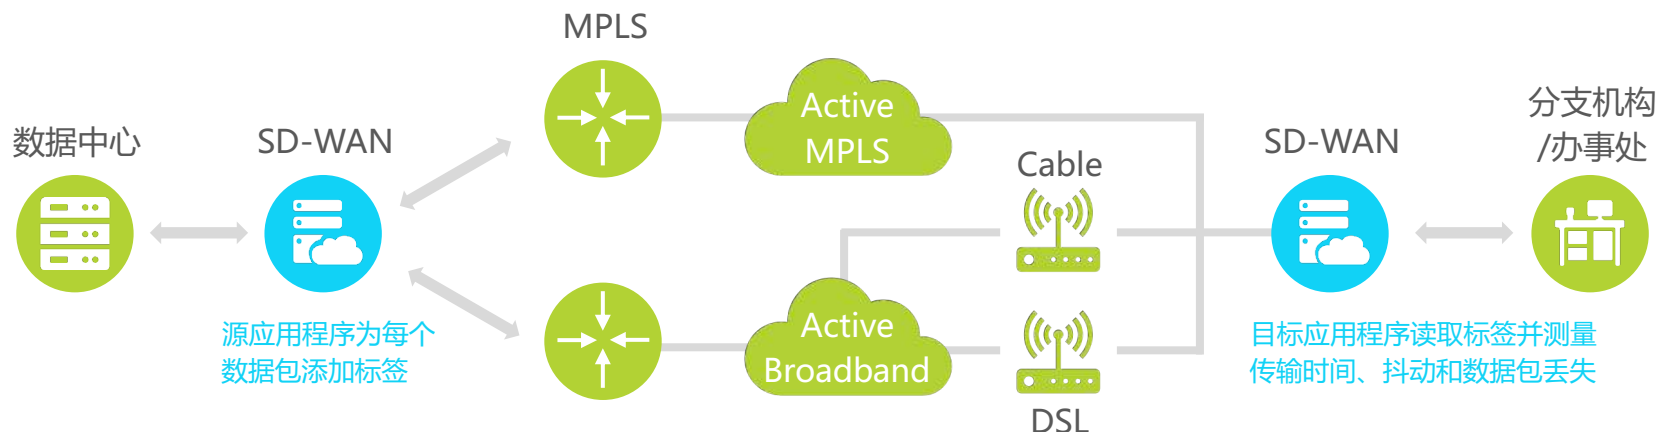 MPLS
数据中心
SD-WAN
Active
MPLS
Cable
SD-WAN
分支机构
/办事处
源应用程序为每个
数据包添加标签
Active
Broadband
DSL
目标应用程序读取标签并测量
传输时间、抖动和数据包丢失